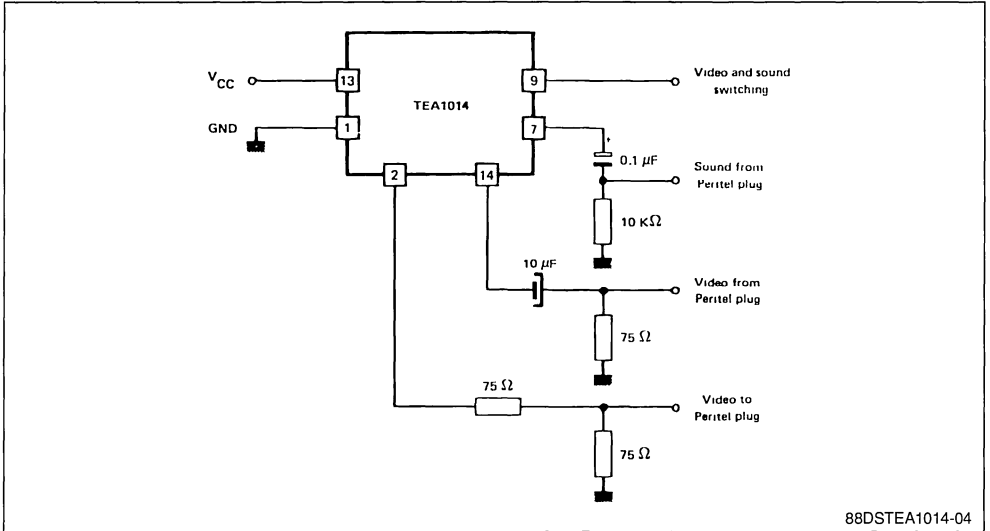 V CC
13
9
Video and sound
switching
TEA1014
GND
1
7
+
0.1 μF
Sound from
Peritel plug
2
14
10 KΩ
10 μF
Video from
Peritel plug
75 Ω
75 Ω
Video to
Peritel plug
75 Ω
88DSTEA1014-04